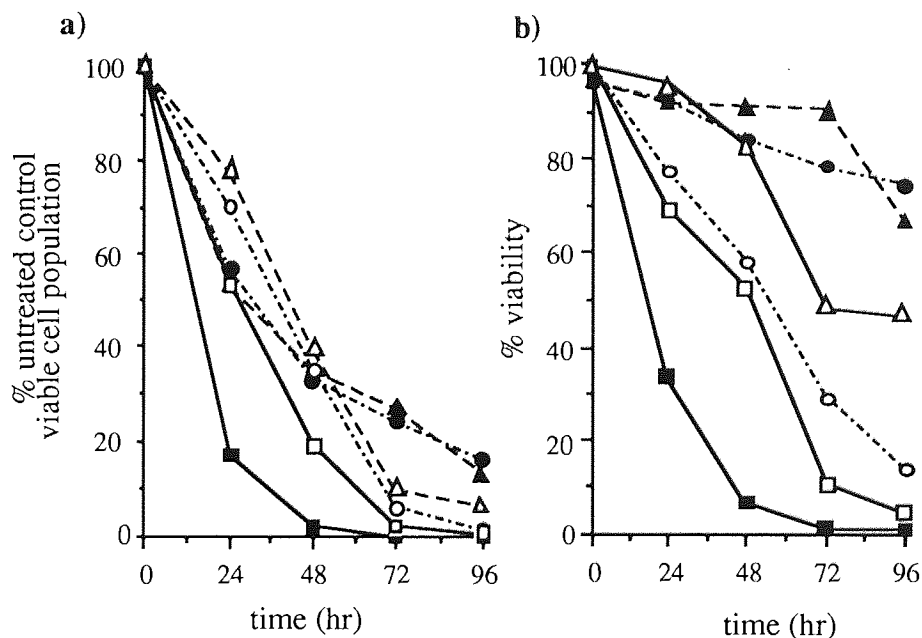 a)
% untreated control
viable cell population
100
80
60
40
20
0
0 24 48 72 96
time (hr)
b)
% viability
100
80
60
40
20
0
0 24 48 72 96
time (hr)